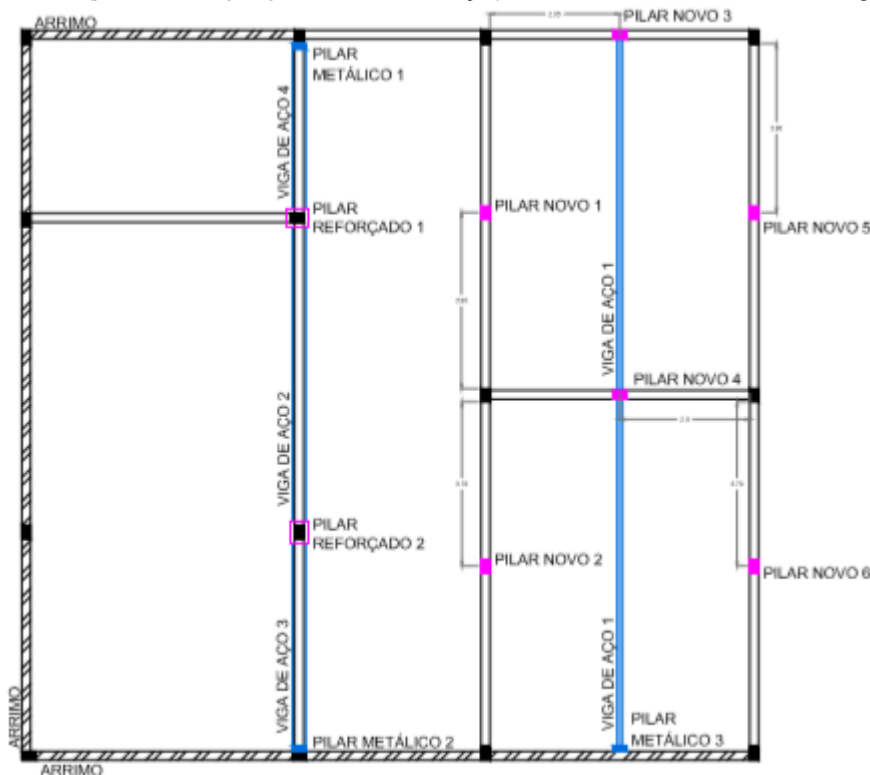 ARRIMO
PILAR NOVO 3
PILAR
METÁLICO 1
VIGA DE AÇO 4
PILAR
REFORÇADO 1
PILAR NOVO 1
PILAR NOVO 5
VIGA DE AÇO 1
PILAR NOVO 4
VIGA DE AÇO 2
PILAR
REFORÇADO 2
PILAR NOVO 2
PILAR NOVO 6
VIGA DE AÇO 3
VIGA DE AÇO 1
ARRIMO
PILAR METÁLICO 2
PILAR
METÁLICO 3
ARRIMO